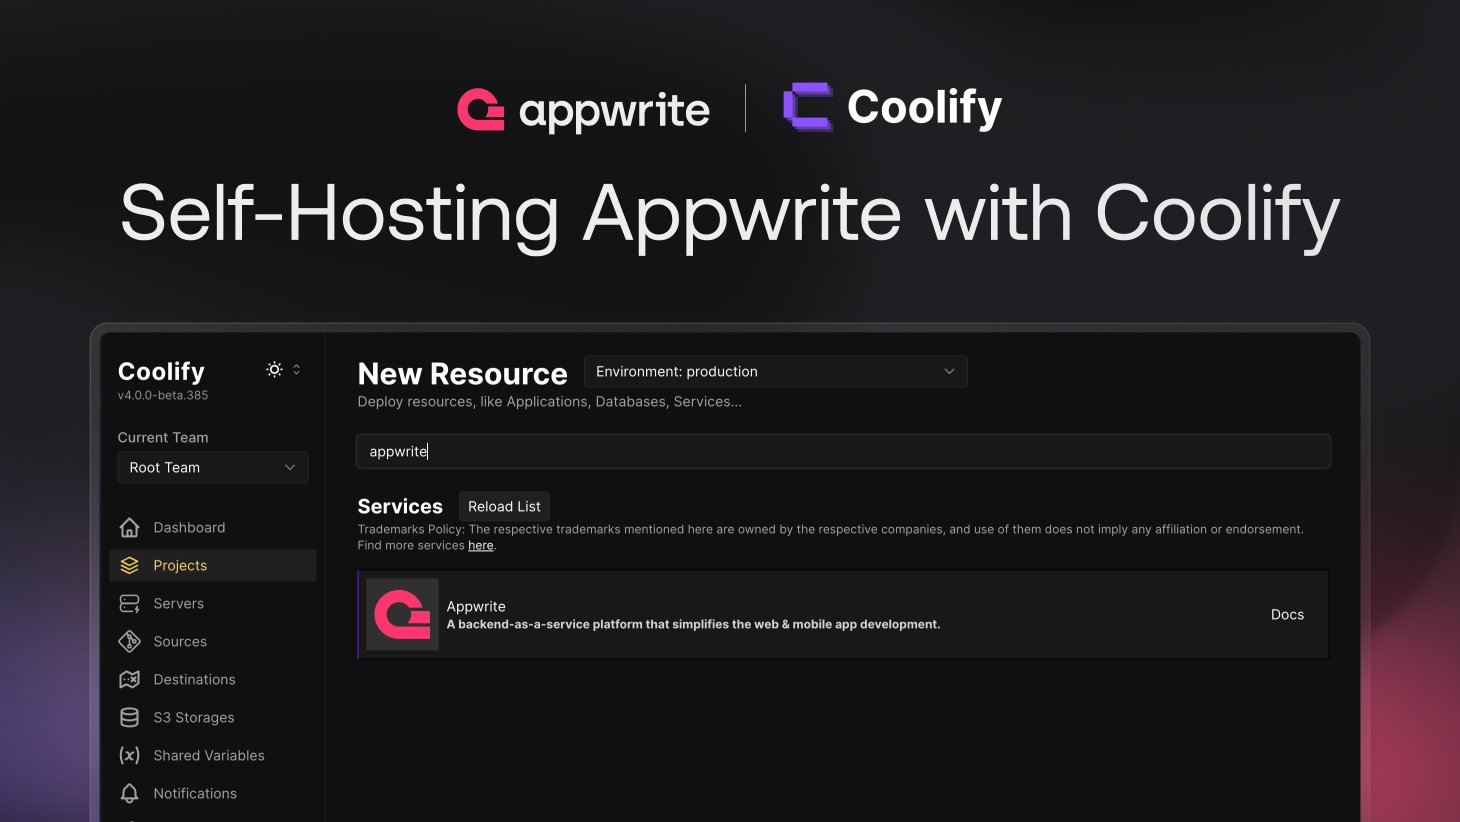 appwrite
Coolify
Self-Hosting Appwrite with Coolify
Coolify
v4.0.0-beta.385
Current Team
Root Team
Dashboard
Projects
Servers
Sources
Destinations
S3 Storages
Shared Variables
Notifications
New Resource
Environment: production
Deploy resources, like Applications, Databases, Services...
appwrite
Services
Reload List
Trademarks Policy: The respective trademarks mentioned here are owned by the respective companies, and use of them does not imply any affiliation or endorsement.
Find more services here.
Appwrite
A backend-as-a-service platform that simplifies the web & mobile app development.
Docs